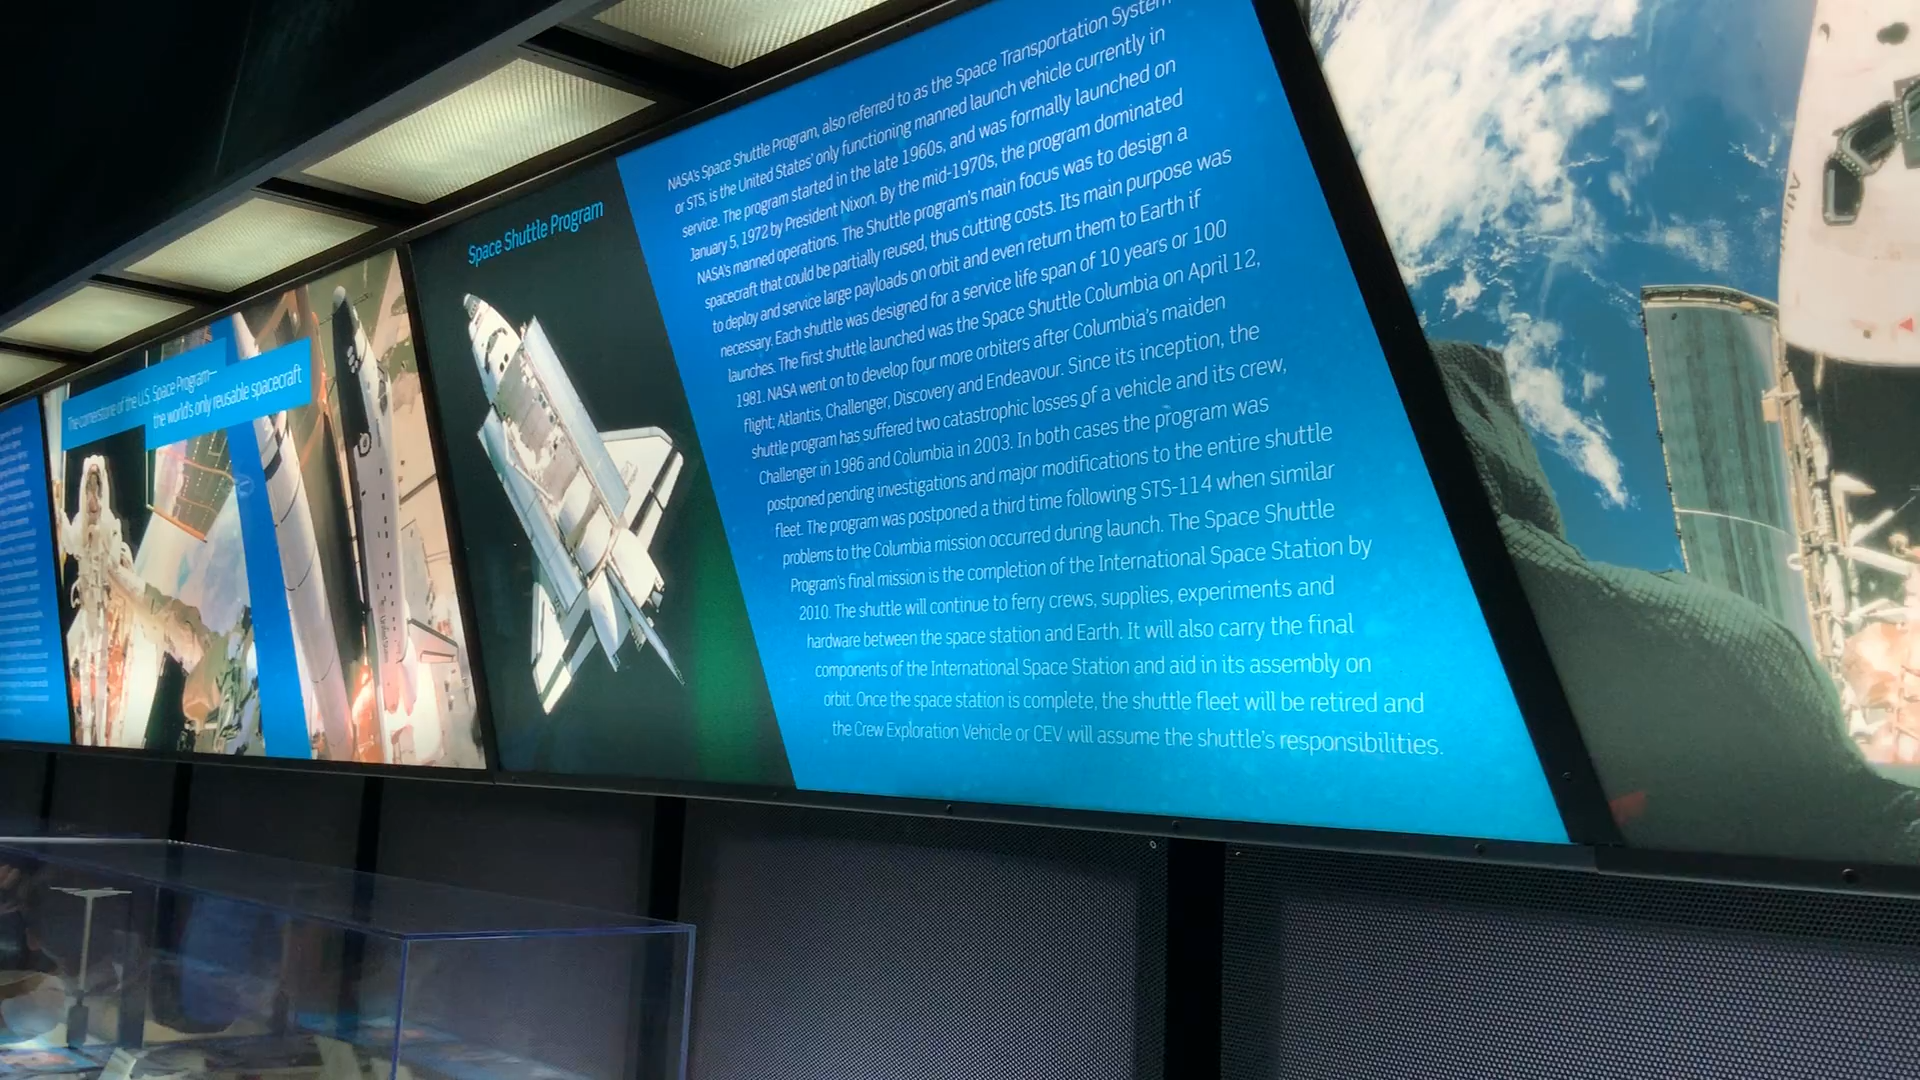 The cornerstone of the U.S. Space Program—
the world's only reusable spacecraft
Space Shuttle Program
NASA's Space Shuttle Program, also referred to as the Space Transportation System
or STS, is the United States' only functioning manned launch vehicle currently in
service. The program started in the late 1960s, and was formally launched on
January 5, 1972 by President Nixon. By the mid-1970s, the program dominated
NASA's manned operations. The Shuttle program's main focus was to design a
spacecraft that could be partially reused, thus cutting costs. Its main purpose was
to deploy and service large payloads on orbit and even return them to Earth if
necessary. Each shuttle was designed for a service life span of 10 years or 100
launches. The first shuttle launched was the Space Shuttle Columbia on April 12,
1981. NASA went on to develop four more orbiters after Columbia's maiden
flight; Atlantis, Challenger, Discovery and Endeavour. Since its inception, the
shuttle program has suffered two catastrophic losses of a vehicle and its crew,
Challenger in 1986 and Columbia in 2003. In both cases the program was
postponed pending investigations and major modifications to the entire shuttle
fleet. The program was postponed a third time following STS-114 when similar
problems to the Columbia mission occurred during launch. The Space Shuttle
Program's final mission is the completion of the International Space Station by
2010. The shuttle will continue to ferry crews, supplies, experiments and
hardware between the space station and Earth. It will also carry the final
components of the International Space Station and aid in its assembly on
orbit. Once the space station is complete, the shuttle fleet will be retired and
the Crew Exploration Vehicle or CEV will assume the shuttle's responsibilities.